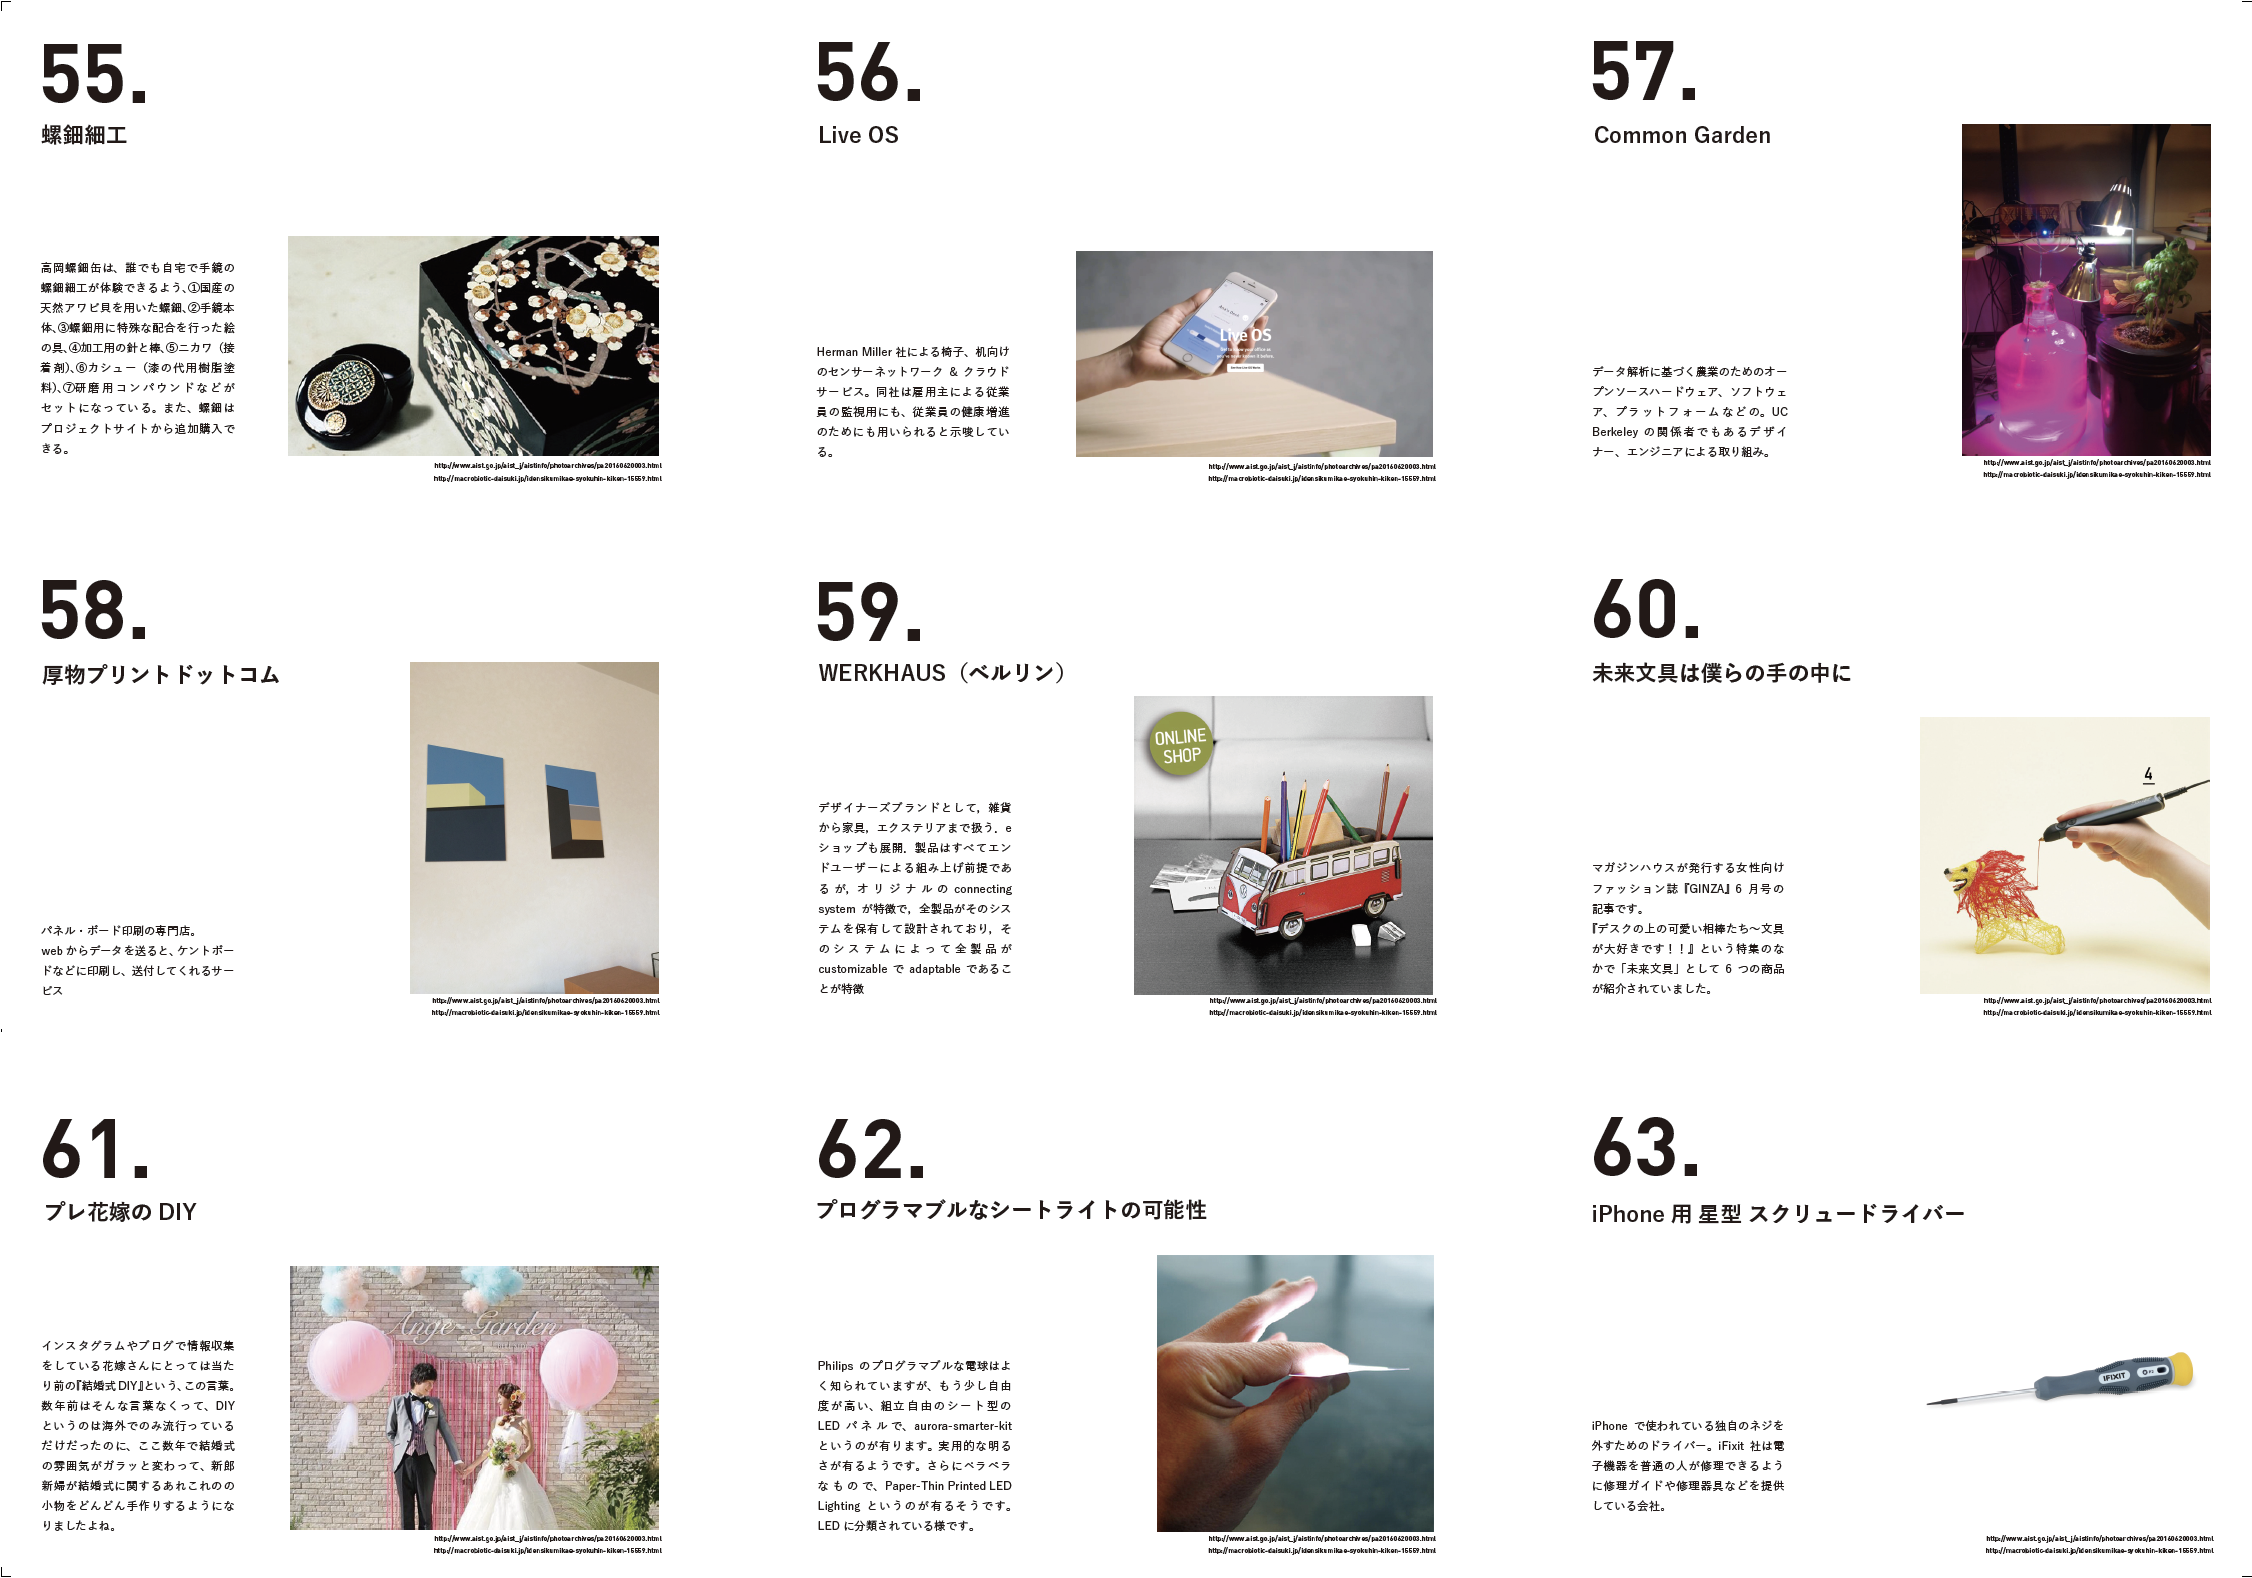 55.
螺鈿細工
高岡螺鈿缶は、誰でも自宅で手鏡の
螺鈿細工が体験できるよう、①国産の
天然アワビ貝を用いた螺鈿、②手鏡本
体、③螺鈿用に特殊な配合を行った絵
の具、④加工用の針と棒、⑤ニカワ（接
着剤）、⑥カシュー（漆の代用樹脂塗
料）、⑦研磨用コンパウンドなどが
セットになっている。また、螺鈿は
プロジェクトサイトから追加購入で
きる。
http://www.aist.go.jp/aist_j/aistinfo/photoarchives/pa20160620003.html
http://macrobiotic-daisuki.jp/idensikumikae-syokuhin-kiken-15559.html
56.
Live OS
Herman Miller 社による椅子、机向け
のセンサーネットワーク & クラウド
サービス。同社は雇用主による従業
員の監視用にも、従業員の健康増進
のためにも用いられると示唆してい
る。
Live OS
http://www.aist.go.jp/aist_j/aistinfo/photoarchives/pa20160620003.html
http://macrobiotic-daisuki.jp/idensikumikae-syokuhin-kiken-15559.html
57.
Common Garden
データ解析に基づく農業のためのオー
プンソースハードウェア、ソフトウェ
ア、プラットフォームなどの。UC
Berkeley の関係者でもあるデザイ
ナー、エンジニアによる取り組み。
http://www.aist.go.jp/aist_j/aistinfo/photoarchives/pa20160620003.html
http://macrobiotic-daisuki.jp/idensikumikae-syokuhin-kiken-15559.html
58.
厚物プリントドットコム
パネル・ボード印刷の専門店。
web からデータを送ると、ケントボー
ドなどに印刷し、送付してくれるサー
ビス
http://www.aist.go.jp/aist_j/aistinfo/photoarchives/pa20160620003.html
http://macrobiotic-daisuki.jp/idensikumikae-syokuhin-kiken-15559.html
59.
WERKHAUS（ベルリン）
デザイナーズブランドとして，雑貨
から家具，エクステリアまで扱う．e
ショップも展開．製品はすべてエン
ドユーザーによる組み上げ前提であ
るが，オリジナルの connecting
system が特徴で，全製品がそのシス
テムを保有して設計されており，そ
のシステムによって全製品が
customizable で adaptable であるこ
とが特徴
ONLINE
SHOP
http://www.aist.go.jp/aist_j/aistinfo/photoarchives/pa20160620003.html
http://macrobiotic-daisuki.jp/idensikumikae-syokuhin-kiken-15559.html
60.
未来文具は僕らの手の中に
マガジンハウスが発行する女性向け
ファッション誌『GINZA』6 月号の
記事です。
『デスクの上の可愛い相棒たち～文具
が大好きです！！』という特集のな
かで「未来文具」として 6 つの商品
が紹介されていました。
4
http://www.aist.go.jp/aist_j/aistinfo/photoarchives/pa20160620003.html
http://macrobiotic-daisuki.jp/idensikumikae-syokuhin-kiken-15559.html
61.
プレ花嫁の DIY
インスタグラムやブログで情報収集
をしている花嫁さんにとっては当た
り前の『結婚式DIY』という、この言葉。
数年前はそんな言葉なくって、DIY
というのは海外でのみ流行っている
だけだったのに、ここ数年で結婚式
の雰囲気がガラッと変わって、新郎
新婦が結婚式に関するあれこれのの
小物をどんどん手作りするようにな
りましたよね。
Ange-Garden
http://www.aist.go.jp/aist_j/aistinfo/photoarchives/pa20160620003.html
http://macrobiotic-daisuki.jp/idensikumikae-syokuhin-kiken-15559.html
62.
プログラマブルなシートライトの可能性
Philips のプログラマブルな電球はよ
く知られていますが、もう少し自由
度が高い、組立自由のシート型の
LED パネルで、aurora-smarter-kit
というのが有ります。実用的な明る
さが有るようです。さらにペラペラ
なもので、Paper-Thin Printed LED
Lighting というのが有るそうです。
LED に分類されている様です。
http://www.aist.go.jp/aist_j/aistinfo/photoarchives/pa20160620003.html
http://macrobiotic-daisuki.jp/idensikumikae-syokuhin-kiken-15559.html
63.
iPhone 用 星型 スクリュードライバー
iPhone で使われている独自のネジを
外すためのドライバー。iFixit 社は電
子機器を普通の人が修理できるよう
に修理ガイドや修理器具などを提供
している会社。
IFIXIT
http://www.aist.go.jp/aist_j/aistinfo/photoarchives/pa20160620003.html
http://macrobiotic-daisuki.jp/idensikumikae-syokuhin-kiken-15559.html